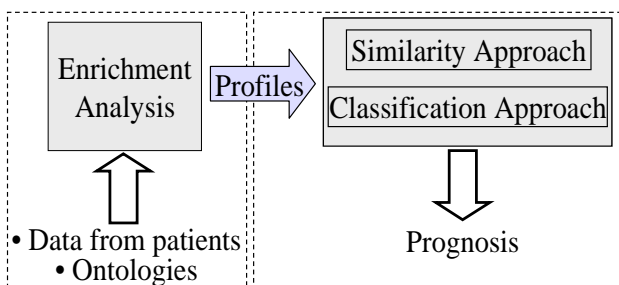 Enrichment
Analysis
Profiles
Similarity Approach
Classification Approach
• Data from patients
• Ontologies
Prognosis